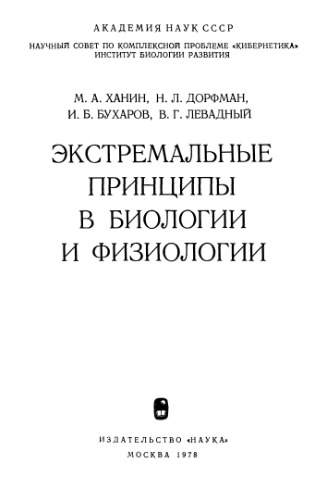 АКАДЕМИЯ НАУК СССР
НАУЧНЫЙ СОВЕТ ПО КОМПЛЕКСНОЙ ПРОБЛЕМЕ «КИБЕРНЕТИКА»
ИНСТИТУТ БИОЛОГИИ РАЗВИТИЯ
М. А. ХАНИН, Н. Л. ДОРФМАН,
И. Б. БУХАРОВ, В. Г. ЛЕВАДНЫЙ
ЭКСТРЕМАЛЬНЫЕ
ПРИНЦИПЫ
В БИОЛОГИИ
И ФИЗИОЛОГИИ
ИЗДАТЕЛЬСТВО «НАУКА»
МОСКВА 1978